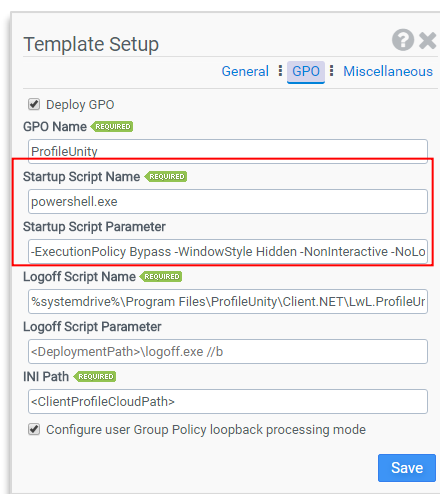 Template Setup
General GPO Miscellaneous
Deploy GPO
GPO Name REQUIRED
ProfileUnity
Startup Script Name REQUIRED
powershell.exe
Startup Script Parameter
-ExecutionPolicy Bypass -WindowStyle Hidden -NonInteractive -NoLo
Logoff Script Name REQUIRED
%systemdrive%\Program Files\ProfileUnity\Client.NET\LwL.ProfileUn
Logoff Script Parameter
<DeploymentPath>\logoff.exe //b
INI Path REQUIRED
<ClientProfileCloudPath>
Configure user Group Policy loopback processing mode
Save